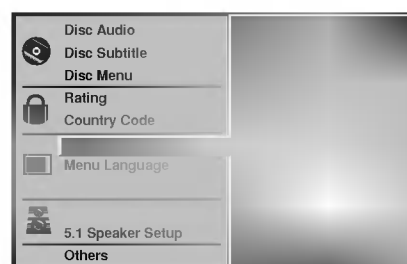 Disc Audio
Disc Subtitle
Disc Menu
Rating
Country Code
Menu Language
5.1 Speaker Setup
Others